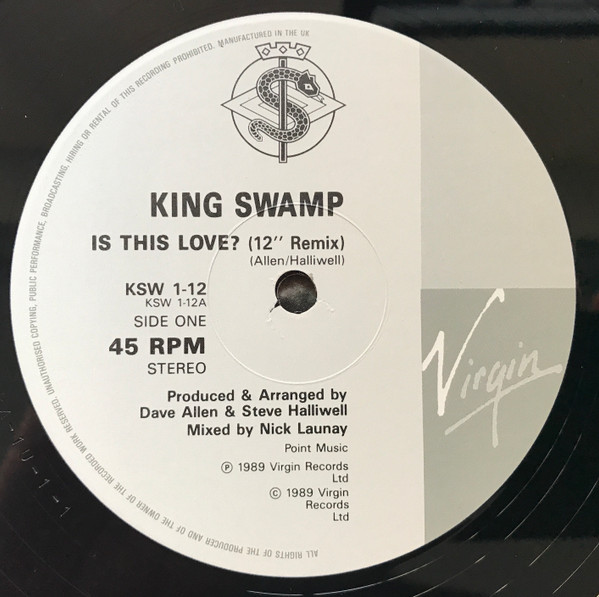 KING SWAMP
IS THIS LOVE? (12'' Remix)
(Allen/Halliwell)
KSW 1-12
KSW 1-12A
SIDE ONE
45 RPM
STEREO
Produced & Arranged by
Dave Allen & Steve Halliwell
Mixed by Nick Launay
Point Music
Ⓟ 1989 Virgin Records
Ltd
© 1989 Virgin
Records
Ltd
Virgin
ALL RIGHTS OF THE PRODUCER AND OF THE OWNER OF THE RECORDED WORK RESERVED. UNAUTHORISED COPYING, PUBLIC PERFORMANCE, BROADCASTING, HIRING OR RENTAL OF THIS RECORDING PROHIBITED. MANUFACTURED IN THE UK